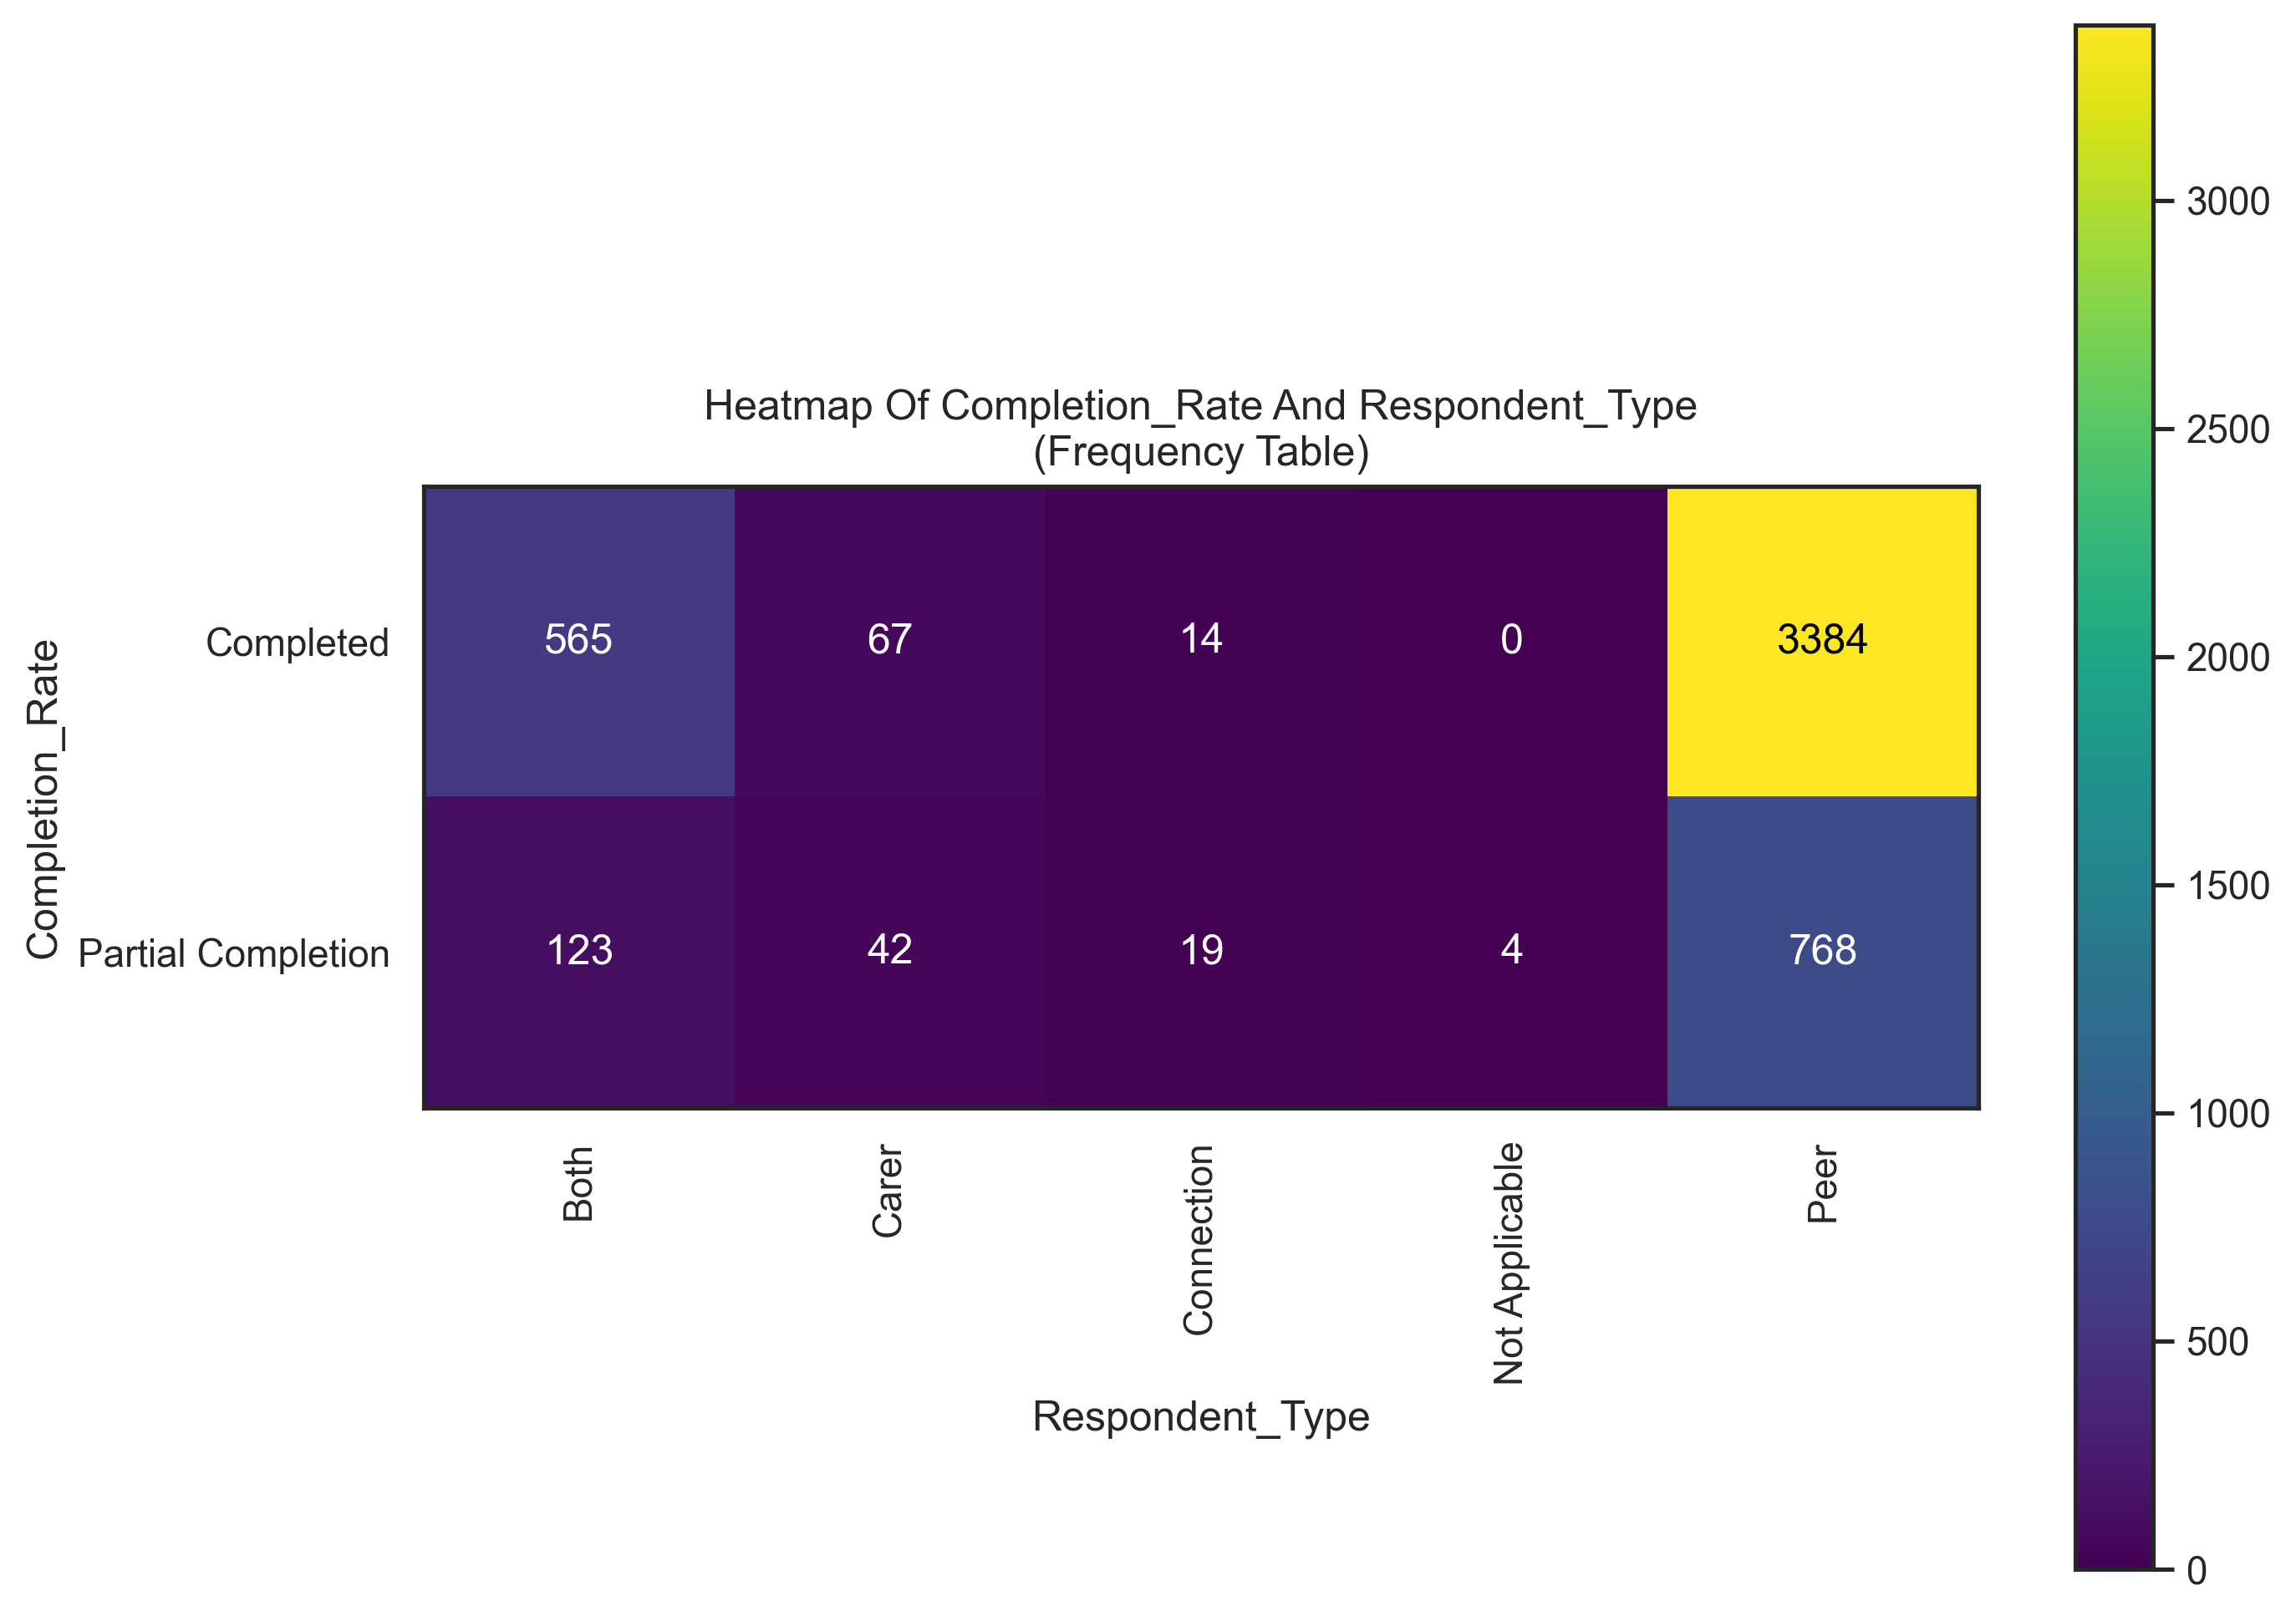 Heatmap Of Completion_Rate And Respondent_Type
(Frequency Table)
Completion_Rate
Completed
565
67
14
0
3384
Partial Completion
123
42
19
4
768
Both
Carer
Connection
Not Applicable
Peer
Respondent_Type
3000
2500
2000
1500
1000
500
0